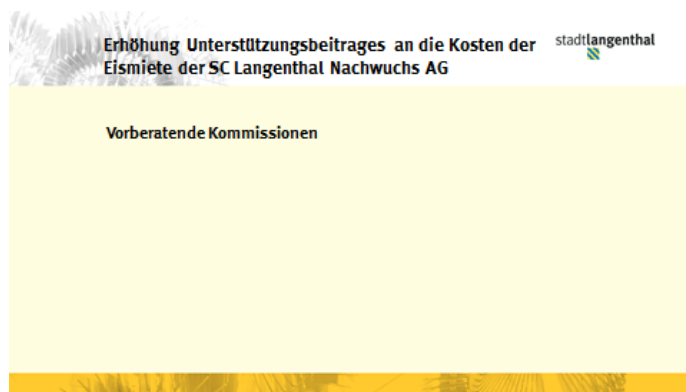 Erhöhung Unterstützungsbeitrages an die Kosten der
Eismiete der SC Langenthal Nachwuchs AG
stadtlangenthal
Vorberatende Kommissionen